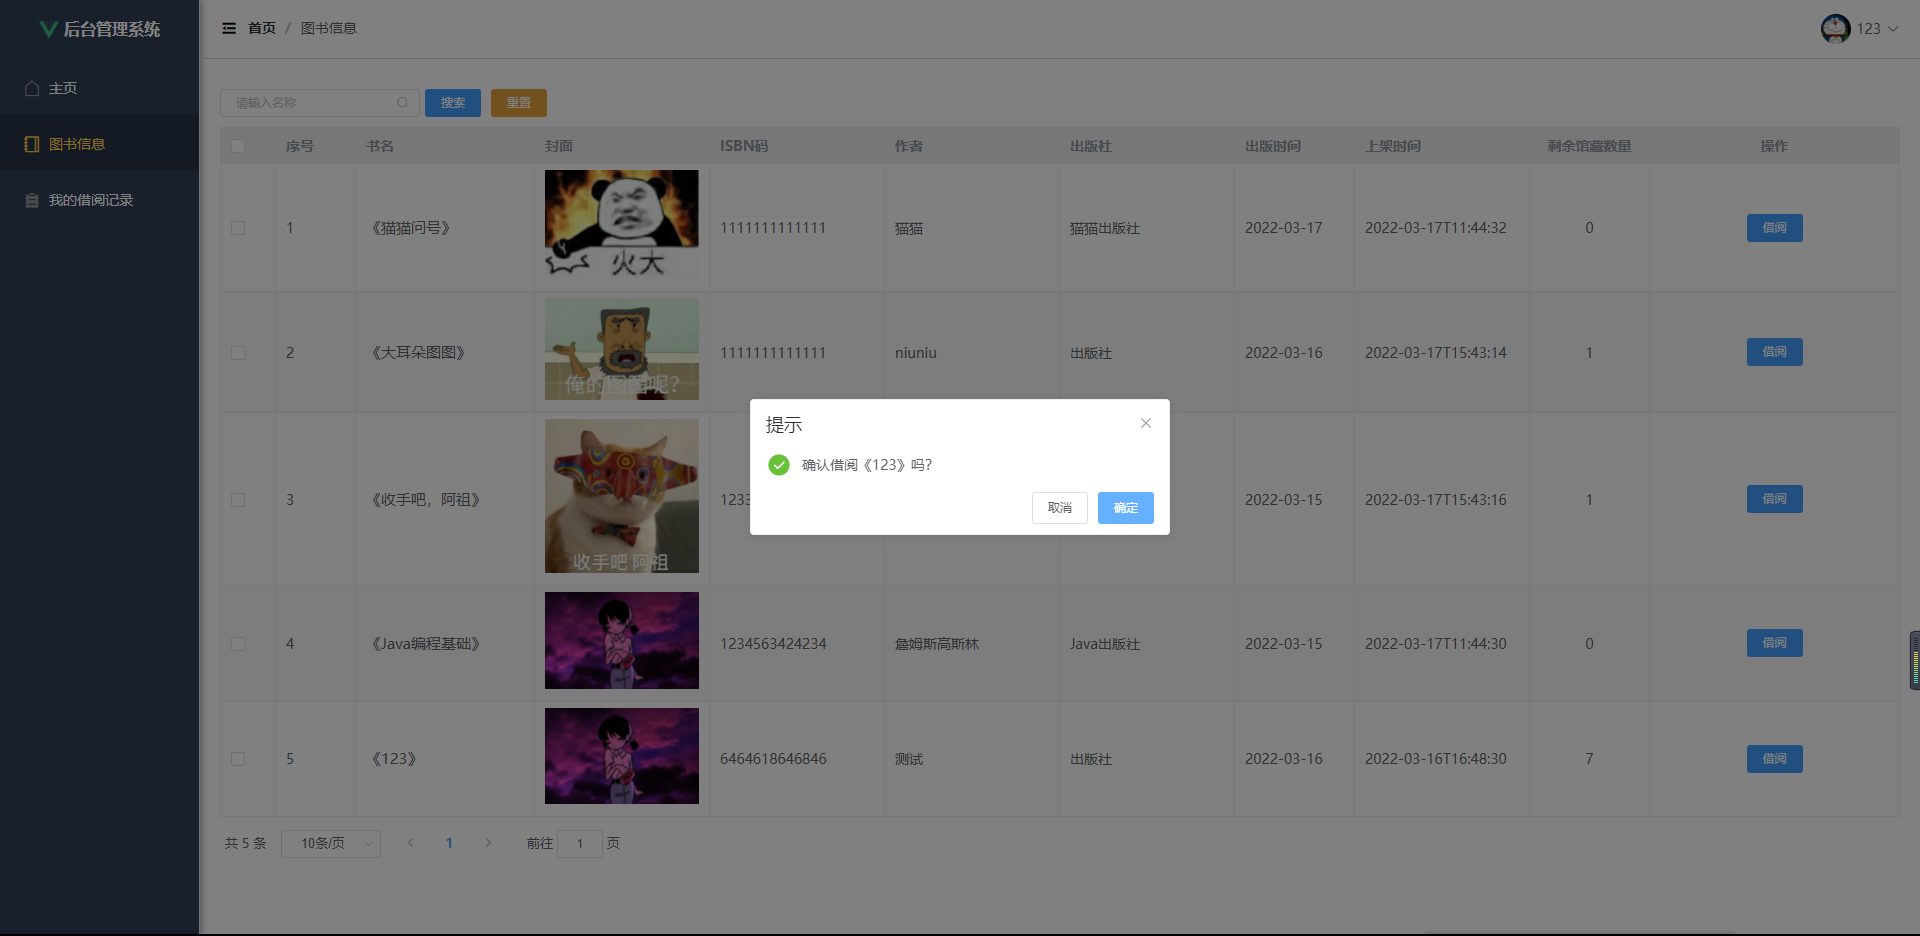 后台管理系统
首页 / 图书信息
123
主页
图书信息
我的借阅记录
请输入名称 搜索 重置
序号 书名 封面 ISBN码 作者 出版社 出版时间 上架时间 剩余馆藏数量 操作
1 《猫猫问号》 火大 1111111111111 猫猫 猫猫出版社 2022-03-17 2022-03-17T11:44:32 0 借阅
2 《大耳朵图图》 俺的图图呢? 1111111111111 niuniu 出版社 2022-03-16 2022-03-17T15:43:14 1 借阅
提示
确认借阅《123》吗?
取消 确定
3 《收手吧，阿祖》 收手吧 阿祖 1233 2022-03-15 2022-03-17T15:43:16 1 借阅
4 《Java编程基础》 1234563424234 詹姆斯高斯林 Java出版社 2022-03-15 2022-03-17T11:44:30 0 借阅
5 《123》 6464618646846 测试 出版社 2022-03-16 2022-03-16T16:48:30 7 借阅
共 5 条 10条/页 1 前往 1 页